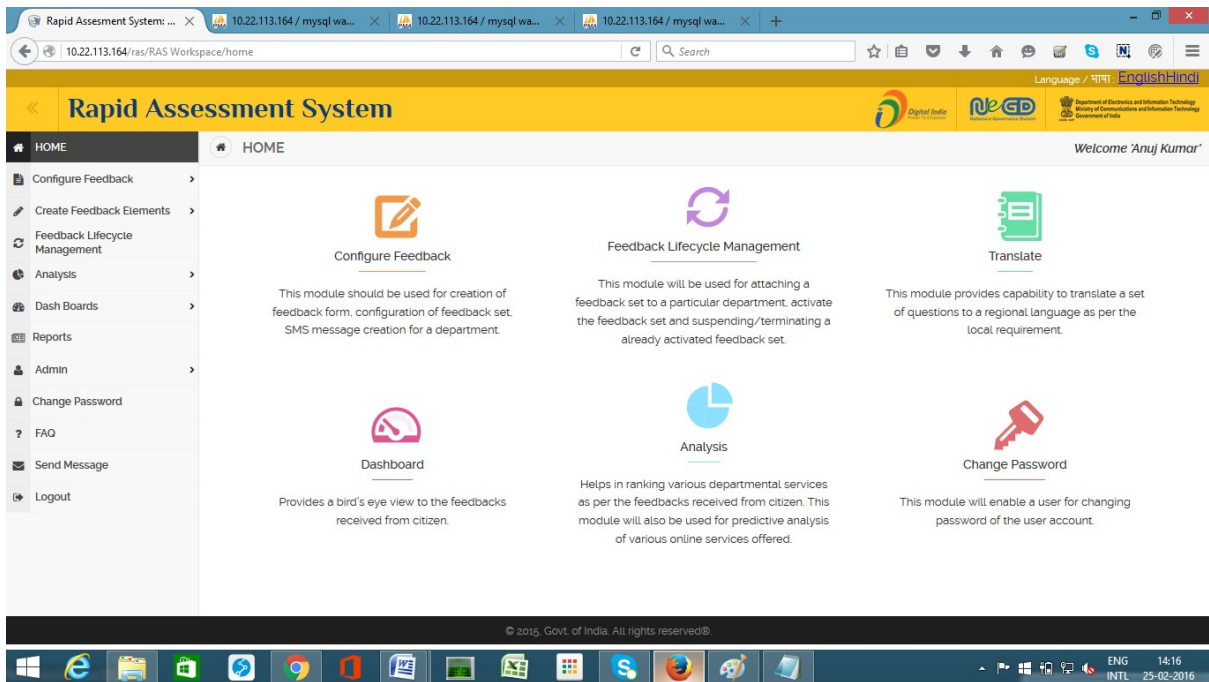 Rapid Assesment System: ...
10.22.113.164 / mysql wa...
10.22.113.164 / mysql wa...
10.22.113.164 / mysql wa...
10.22.113.164/ras/RAS Workspace/home
Search
Language / भाषा : EnglishHindi
Rapid Assessment System
Digital India
Power To Empower
NeGD
National e-Governance Division
Department of Electronics and Information Technology
Ministry of Communications and Information Technology
Government of India
HOME
HOME
Welcome 'Anuj Kumar'
Configure Feedback
Create Feedback Elements
Feedback Lifecycle
Management
Analysis
Dash Boards
Reports
Admin
Change Password
FAQ
Send Message
Logout
Configure Feedback
This module should be used for creation of
feedback form, configuration of feedback set,
SMS message creation for a department.
Feedback Lifecycle Management
This module will be used for attaching a
feedback set to a particular department, activate
the feedback set and suspending/terminating a
already activated feedback set.
Translate
This module provides capability to translate a set
of questions to a regional language as per the
local requirement.
Dashboard
Provides a bird's eye view to the feedbacks
received from citizen.
Analysis
Helps in ranking various departmental services
as per the feedbacks received from citizen. This
module will also be used for predictive analysis
of various online services offered.
Change Password
This module will enable a user for changing
password of the user account.
© 2015, Govt. of India. All rights reserved®.
ENG
INTL
14:16
25-02-2016